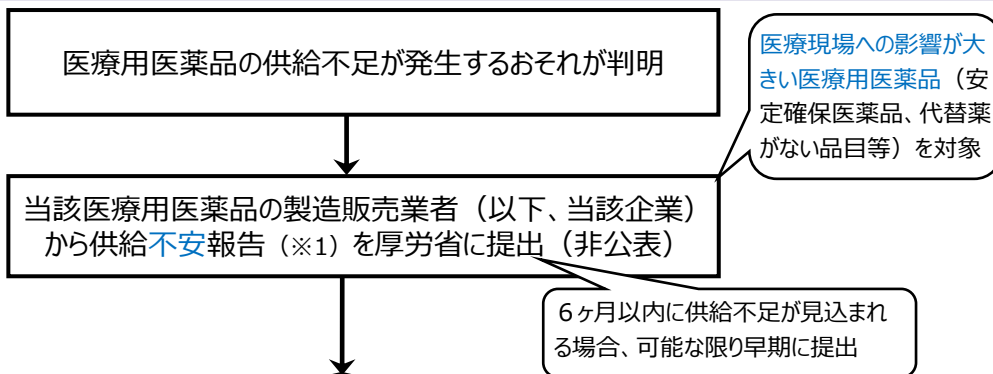 医療用医薬品の供給不足が発生するおそれが判明
医療現場への影響が大
きい医療用医薬品（安
定確保医薬品、代替薬
がない品目等）を対象
当該医療用医薬品の製造販売業者（以下、当該企業）
から供給不安報告（※1）を厚労省に提出（非公表）
６ヶ月以内に供給不足が見込まれ
る場合、可能な限り早期に提出